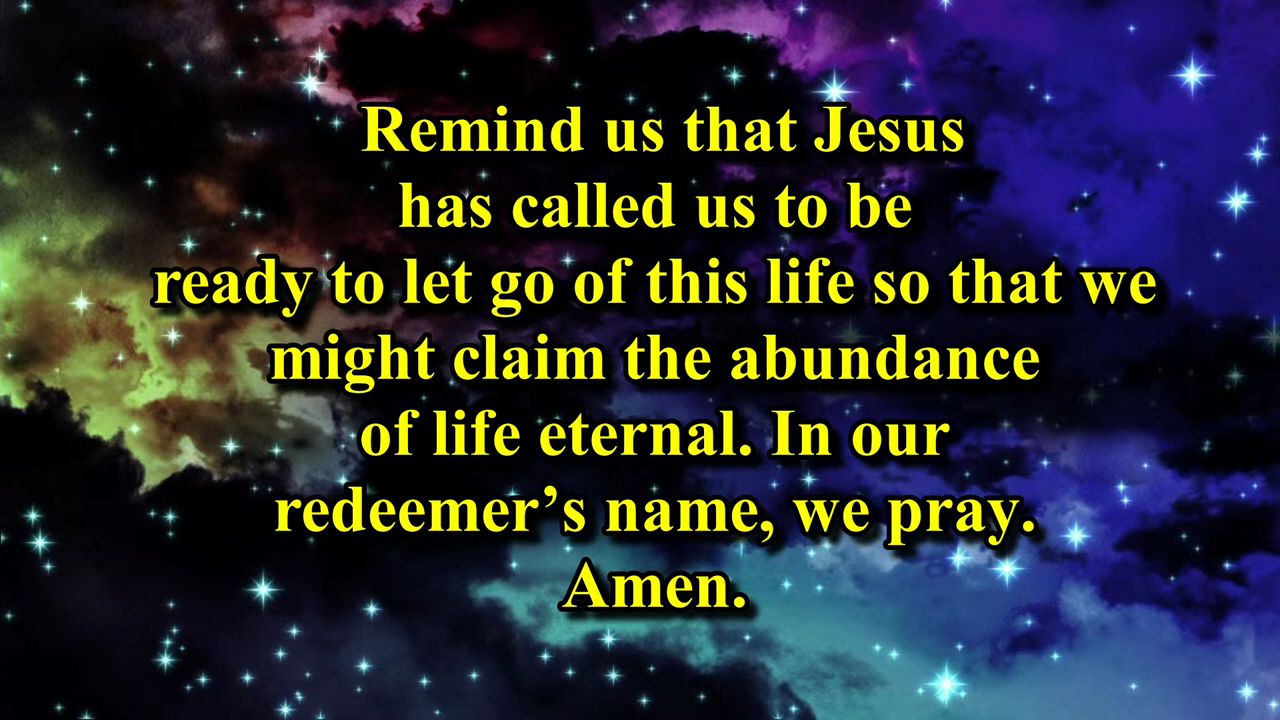 Remind us that Jesus
has called us to be
ready to let go of this life so that we
might claim the abundance
of life eternal. In our
redeemer’s name, we pray.
Amen.